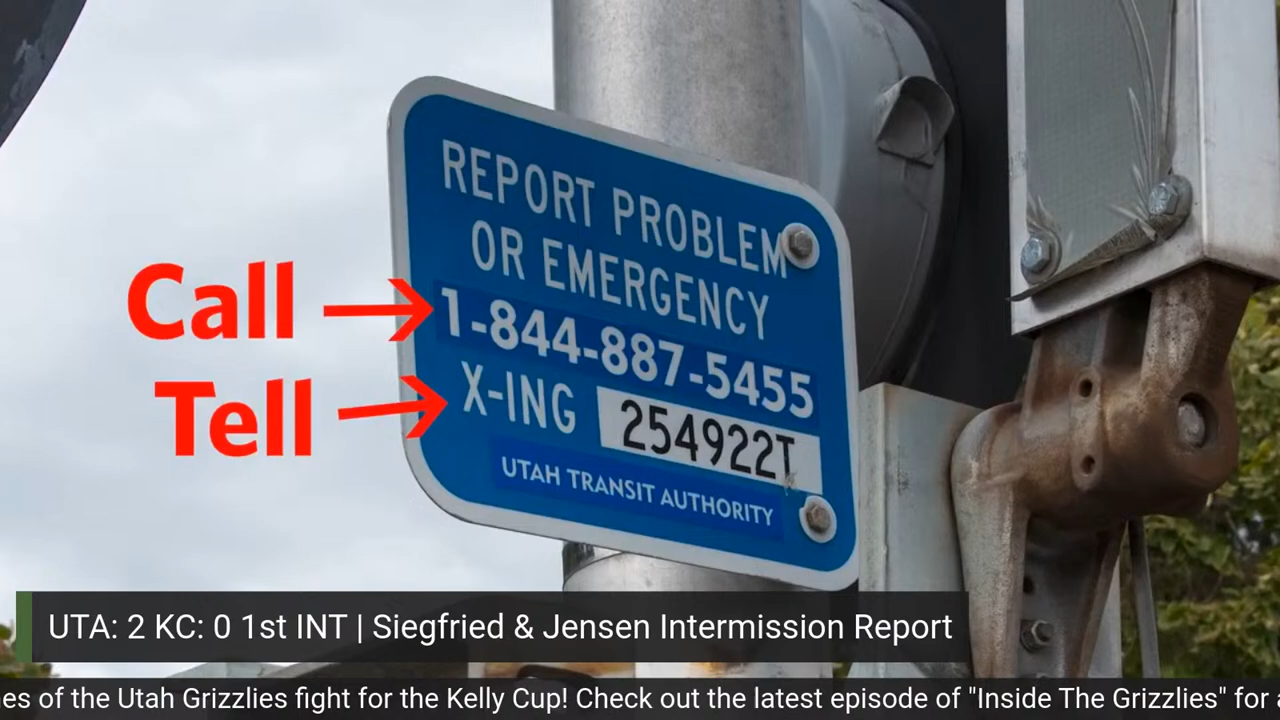 REPORT PROBLEM
OR EMERGENCY
Call → 1-844-887-5455
Tell → X-ING 254922T
UTAH TRANSIT AUTHORITY
UTA: 2 KC: 0 1st INT | Siegfried & Jensen Intermission Report
of the Utah Grizzlies fight for the Kelly Cup! Check out the latest episode of "Inside The Grizzlies" for